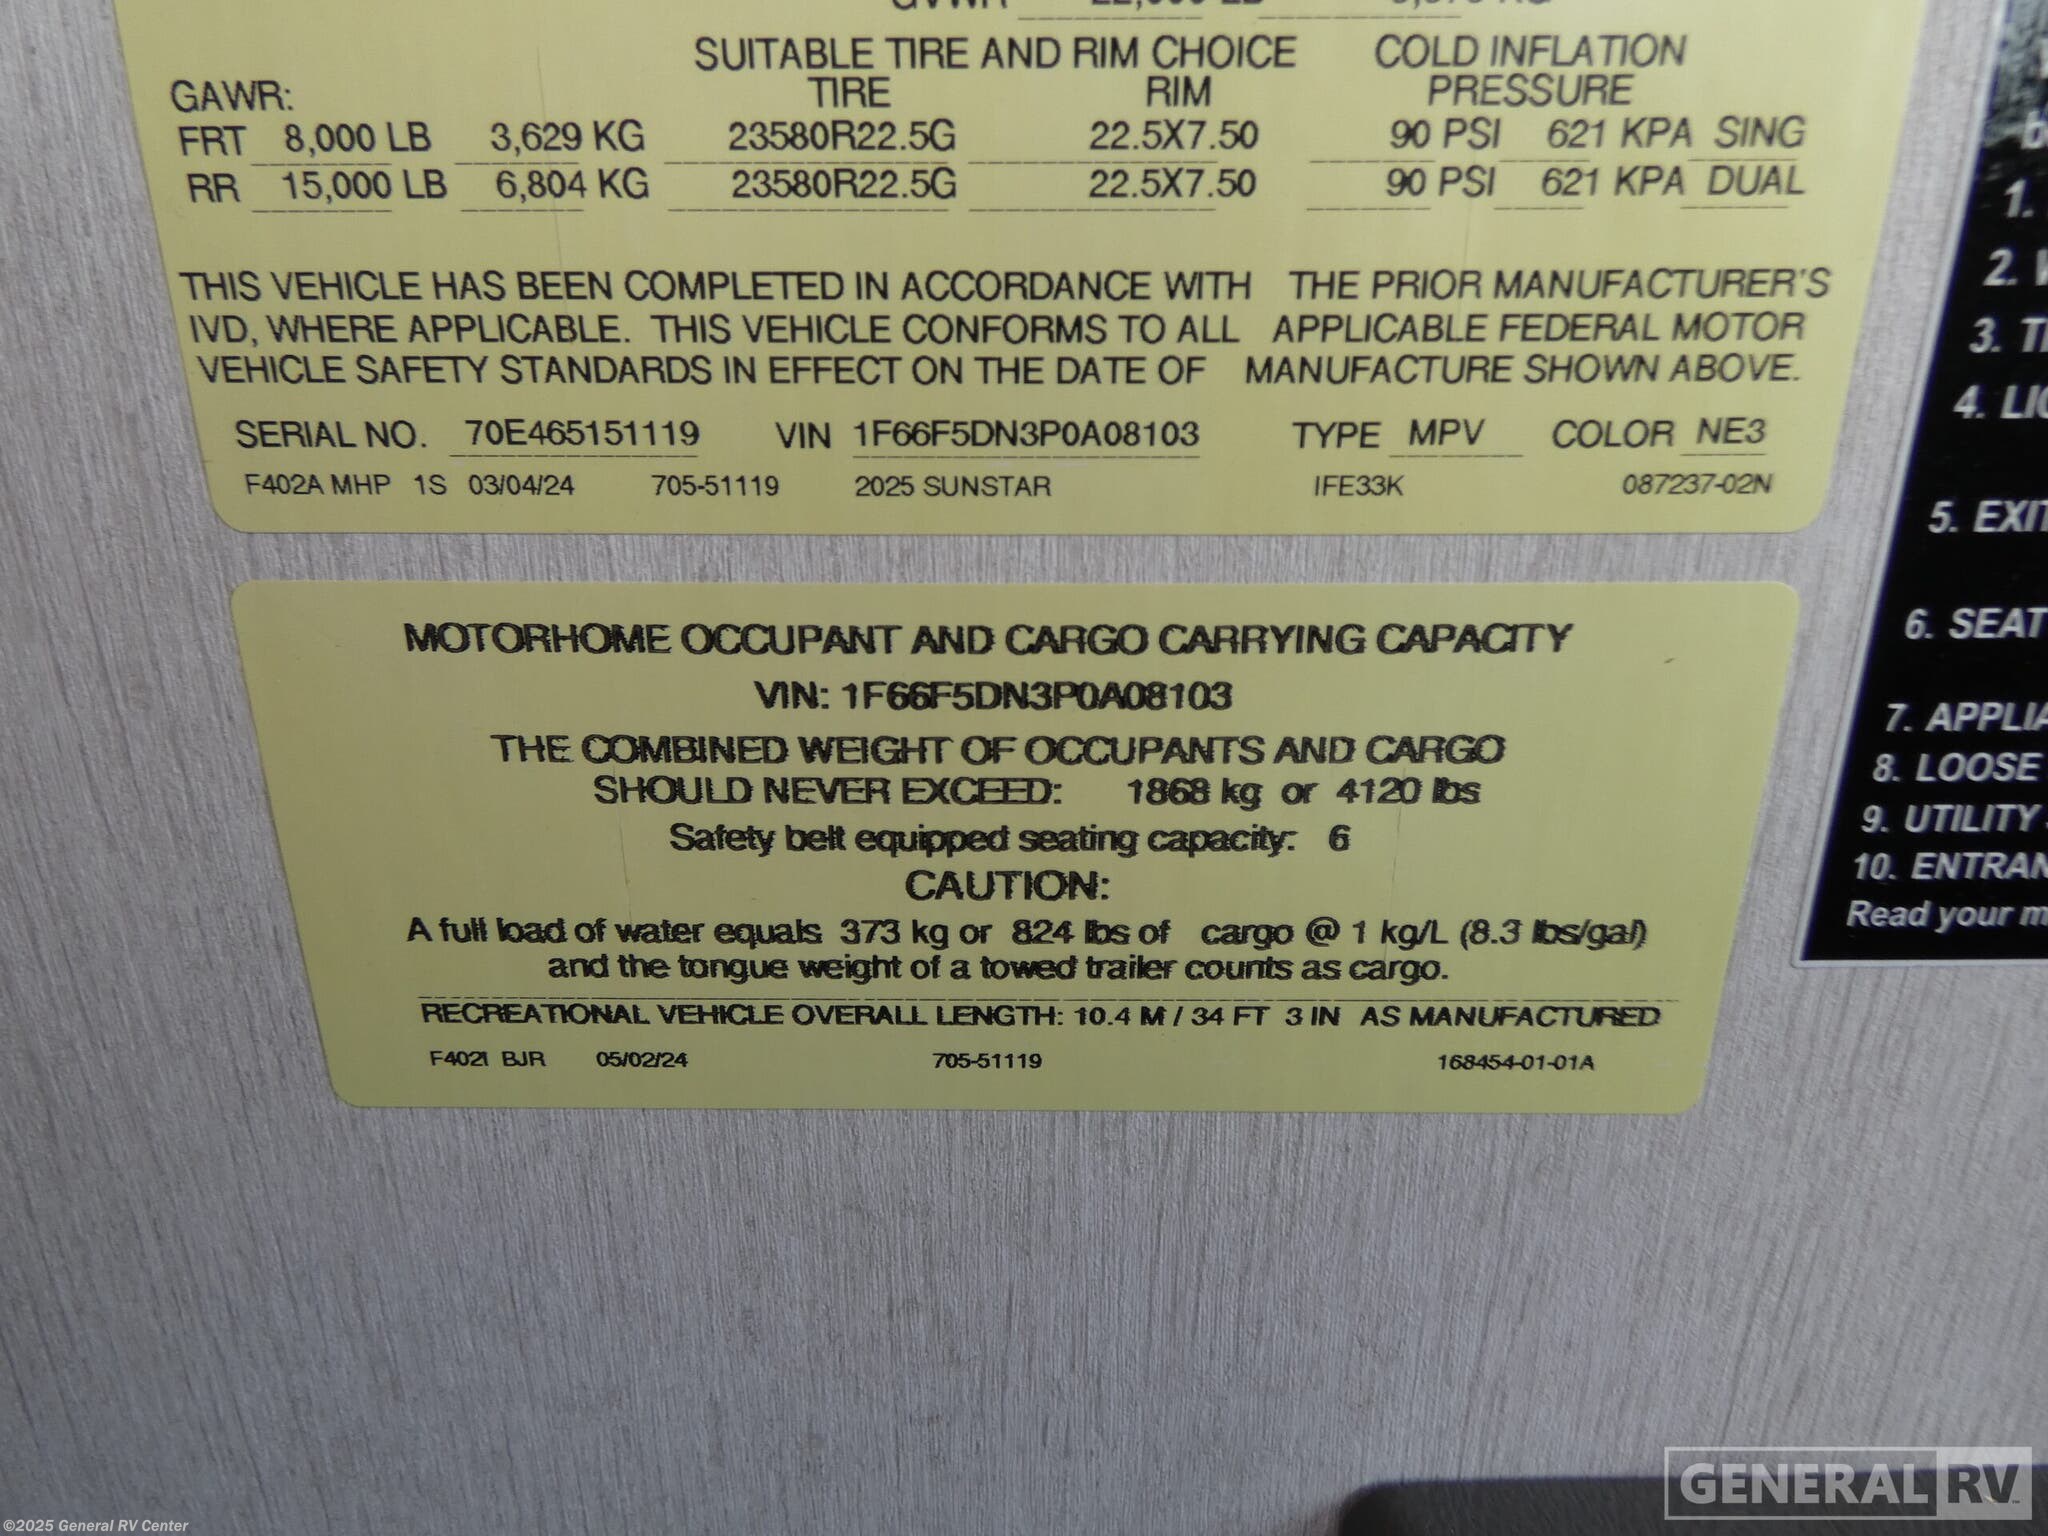 GVWR 22,000 LB
SUITABLE TIRE AND RIM CHOICE COLD INFLATION
GAWR: TIRE RIM PRESSURE
FRT 8,000 LB 3,629 KG 23580R22.5G 22.5X7.50 90 PSI 621 KPA SING
RR 15,000 LB 6,804 KG 23580R22.5G 22.5X7.50 90 PSI 621 KPA DUAL
THIS VEHICLE HAS BEEN COMPLETED IN ACCORDANCE WITH THE PRIOR MANUFACTURER'S
IVD, WHERE APPLICABLE. THIS VEHICLE CONFORMS TO ALL APPLICABLE FEDERAL MOTOR
VEHICLE SAFETY STANDARDS IN EFFECT ON THE DATE OF MANUFACTURE SHOWN ABOVE.
SERIAL NO. 70E465151119 VIN 1F66F5DN3P0A08103 TYPE MPV COLOR NE3
F402A MHP 1S 03/04/24 705-51119 2025 SUNSTAR IFE33K 087237-02N
MOTORHOME OCCUPANT AND CARGO CARRYING CAPACITY
VIN: 1F66F5DN3P0A08103
THE COMBINED WEIGHT OF OCCUPANTS AND CARGO
SHOULD NEVER EXCEED: 1868 kg or 4120 lbs
Safety belt equipped seating capacity: 6
CAUTION:
A full load of water equals 373 kg or 824 lbs of cargo @ 1 kg/L (8.3 lbs/gal)
and the tongue weight of a towed trailer counts as cargo.
RECREATIONAL VEHICLE OVERALL LENGTH: 10.4 M / 34 FT 3 IN AS MANUFACTURED
F4021 BJR 05/02/24 705-51119 168454-01-01A
1.
2.
3.
4.
5. EXIT
6. SEAT
7.
8. LOOSE
9. UTILITY
10.
Read your
GENERAL RV
©2025 General RV Center